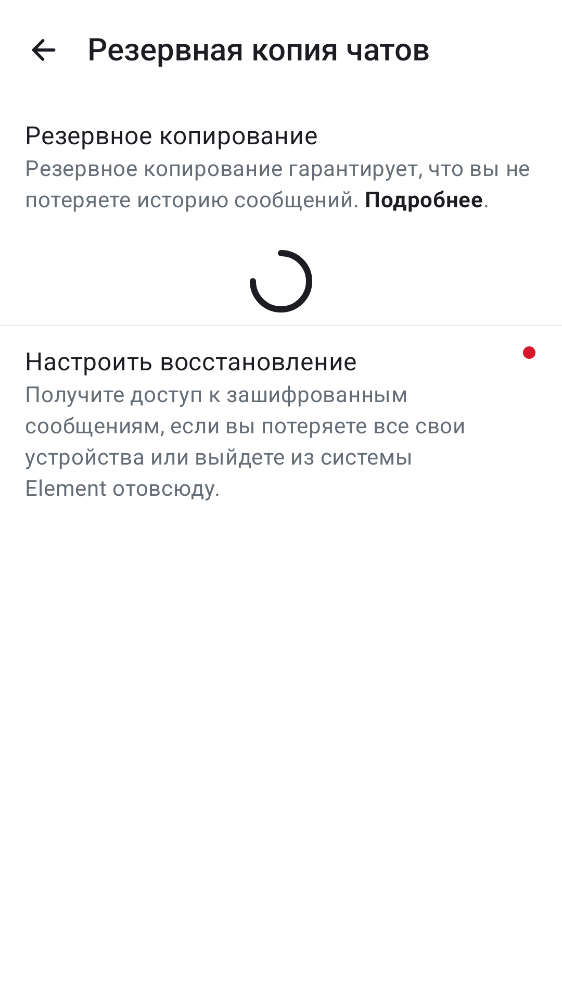 Резервная копия чатов
Резервное копирование
Резервное копирование гарантирует, что вы не
потеряете историю сообщений. Подробнее.
Настроить восстановление
Получите доступ к зашифрованным
сообщениям, если вы потеряете все свои
устройства или выйдете из системы
Element отовсюду.